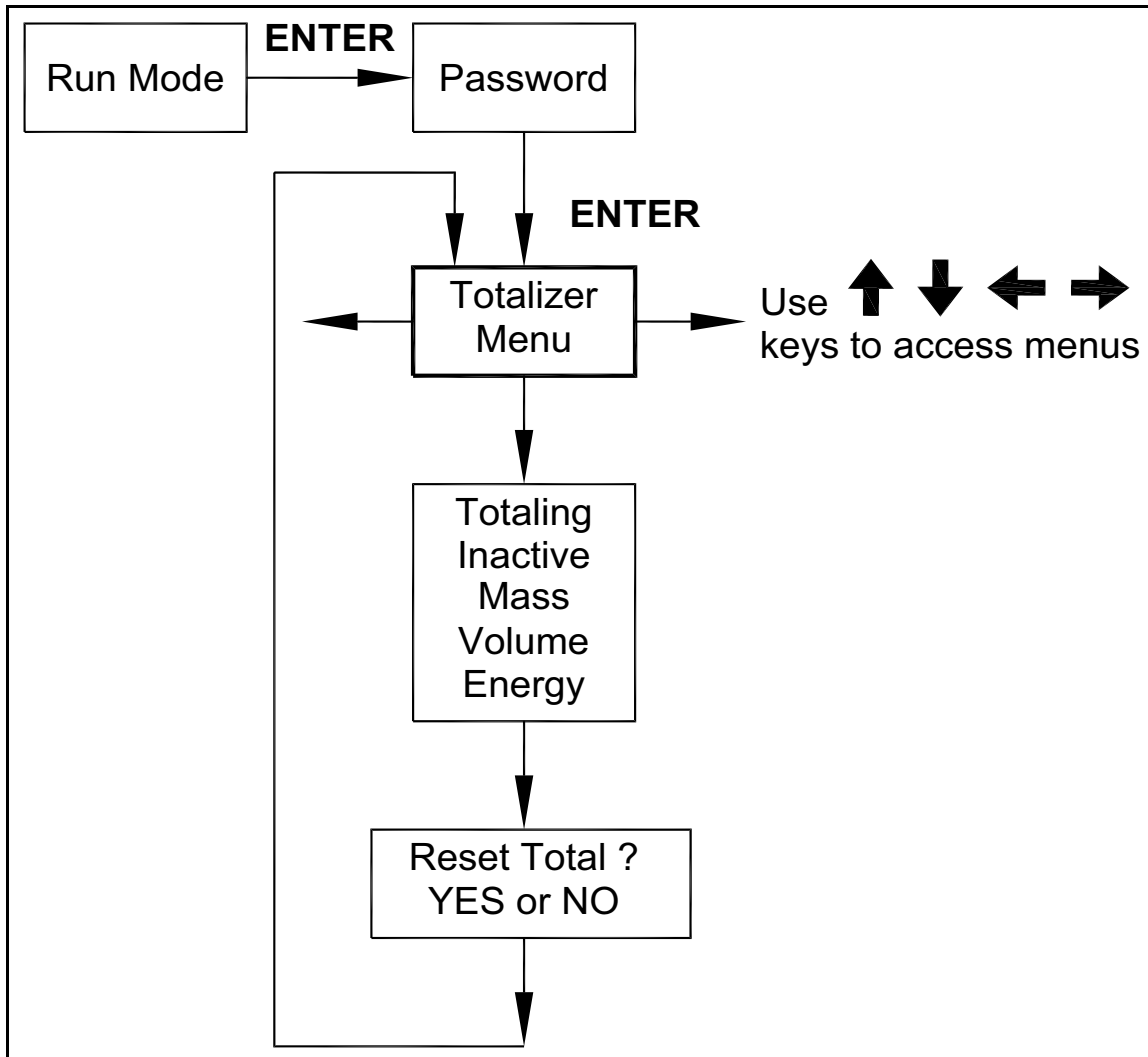 ENTER
Run Mode
Password
ENTER
Totalizer
Menu
Use
keys to access menus
Totaling
Inactive
Mass
Volume
Energy
Reset Total ?
YES or NO